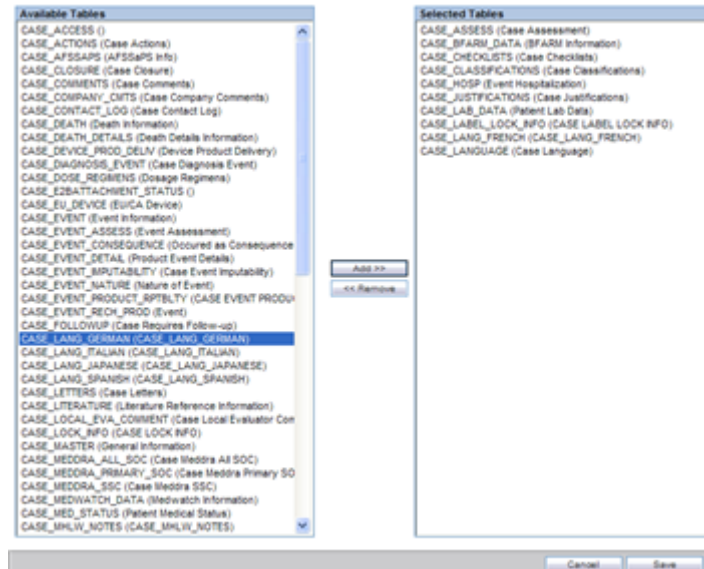 Available Tables
CASE_ACCESS ()
CASE_ACTIONS (Case Actions)
CASE_AFSSAPS (AFSSaPS Info)
CASE_CLOSURE (Case Closure)
CASE_COMMENTS (Case Comments)
CASE_COMPANY_CMTS (Case Company Comments)
CASE_CONTACT_LOG (Case Contact Log)
CASE_DEATH (Death Information)
CASE_DEATH_DETAILS (Death Details Information)
CASE_DEVICE_PROD_DELIV (Device Product Delivery)
CASE_DIAGNOSIS_EVENT (Case Diagnosis Event)
CASE_DOSE_REGIMENS (Dosage Regimens)
CASE_E2BATTACHMENT_STATUS ()
CASE_EU_DEVICE (EU/CA Device)
CASE_EVENT (Event Information)
CASE_EVENT_ASSESS (Event Assessment)
CASE_EVENT_CONSEQUENCE (Occured as Consequence
CASE_EVENT_DETAIL (Product Event Details)
CASE_EVENT_IMPUTABILITY (Case Event Imputability)
CASE_EVENT_NATURE (Nature of Event)
CASE_EVENT_PRODUCT_RPTBLTY (CASE EVENT PRODU
CASE_EVENT_RECH_PROD (Event)
CASE_FOLLOWUP (Case Requires Follow-up)
CASE_LANG_GERMAN (CASE_LANG_GERMAN)
CASE_LANG_ITALIAN (CASE_LANG_ITALIAN)
CASE_LANG_JAPANESE (CASE_LANG_JAPANESE)
CASE_LANG_SPANISH (CASE_LANG_SPANISH)
CASE_LETTERS (Case Letters)
CASE_LITERATURE (Literature Reference Information)
CASE_LOCAL_EVA_COMMENT (Case Local Evaluator Com
CASE_LOCK_INFO (CASE LOCK INFO)
CASE_MASTER (General Information)
CASE_MEDDRA_ALL_SOC (Case Meddra All SOC)
CASE_MEDDRA_PRIMARY_SOC (Case Meddra Primary SO
CASE_MEDDRA_SSC (Case Meddra SSC)
CASE_MEDWATCH_DATA (Medwatch Information)
CASE_MED_STATUS (Patient Medical Status)
CASE_MHLW_NOTES (CASE_MHLW_NOTES)
Add >>
<< Remove
Selected Tables
CASE_ASSESS (Case Assessment)
CASE_BFARM_DATA (BFARM Information)
CASE_CHECKLISTS (Case Checklists)
CASE_CLASSIFICATIONS (Case Classifications)
CASE_HOSP (Event Hospitalization)
CASE_JUSTIFICATIONS (Case Justifications)
CASE_LAB_DATA (Patient Lab Data)
CASE_LABEL_LOCK_INFO (CASE LABEL LOCK INFO)
CASE_LANG_FRENCH (CASE_LANG_FRENCH)
CASE_LANGUAGE (Case Language)
Cancel
Save